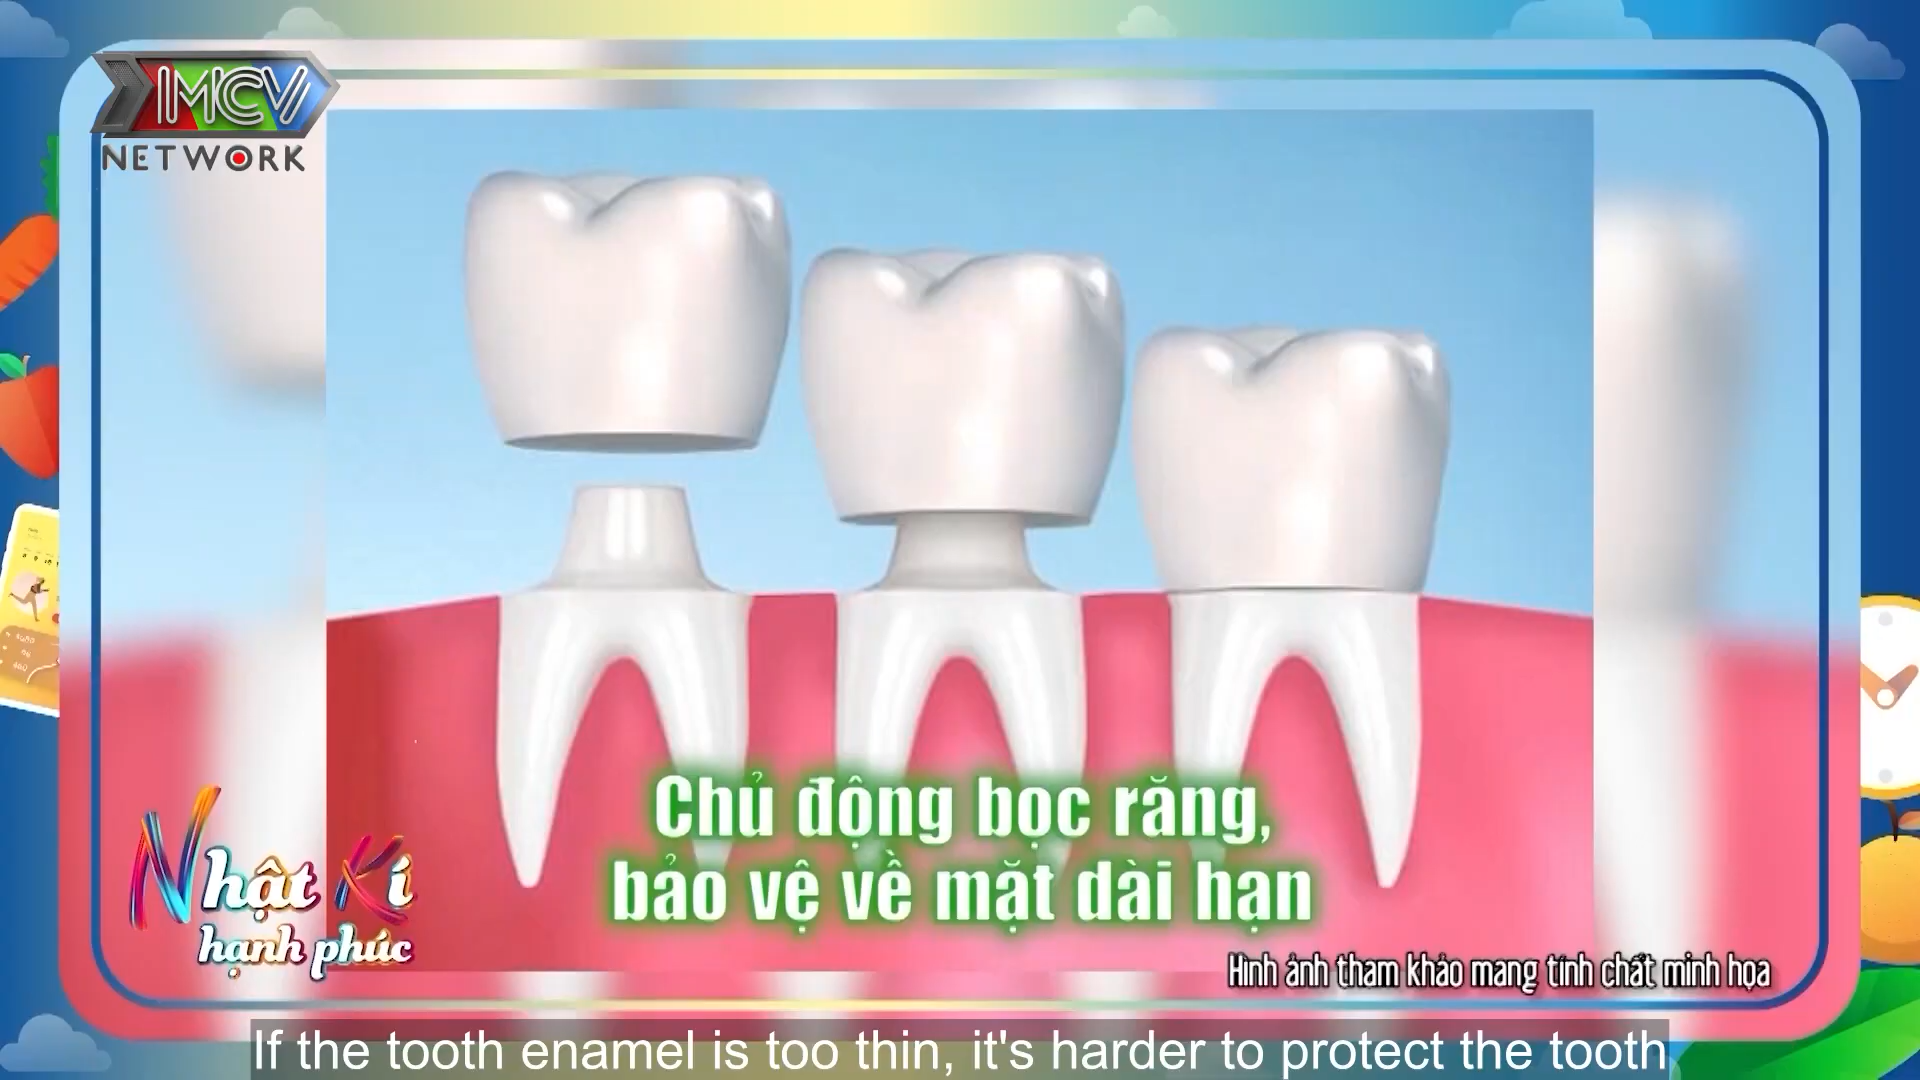 MCV
NETWORK
Chủ động bọc răng,
bảo vệ về mặt dài hạn
Nhật Kí
hạnh phúc
Hình ảnh tham khảo mang tính chất minh họa
If the tooth enamel is too thin, it's harder to protect the tooth